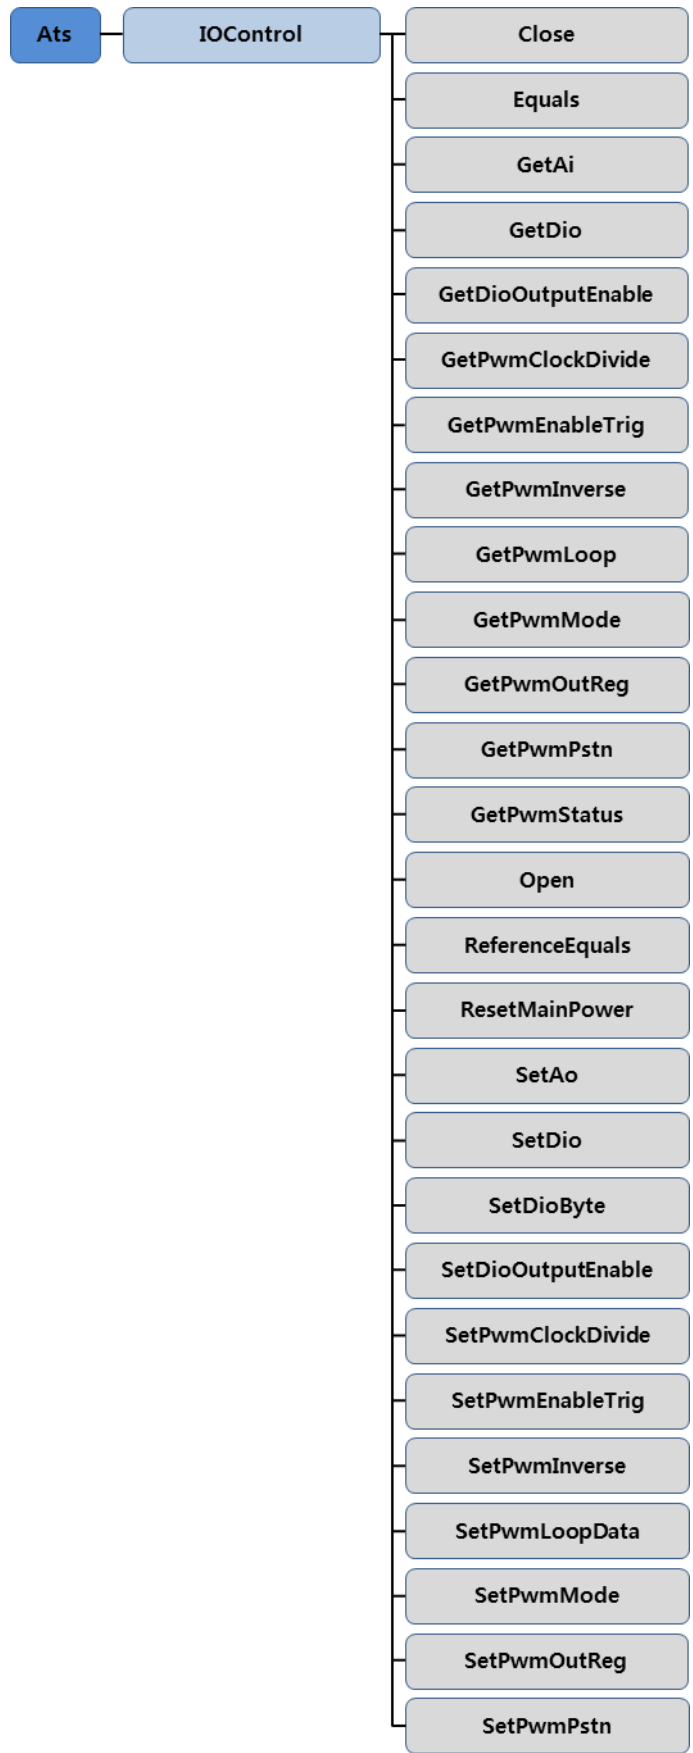 Ats
IOControl
Close
Equals
GetAi
GetDio
GetDioOutputEnable
GetPwmClockDivide
GetPwmEnableTrig
GetPwmInverse
GetPwmLoop
GetPwmMode
GetPwmOutReg
GetPwmPstn
GetPwmStatus
Open
ReferenceEquals
ResetMainPower
SetAo
SetDio
SetDioByte
SetDioOutputEnable
SetPwmClockDivide
SetPwmEnableTrig
SetPwmInverse
SetPwmLoopData
SetPwmMode
SetPwmOutReg
SetPwmPstn